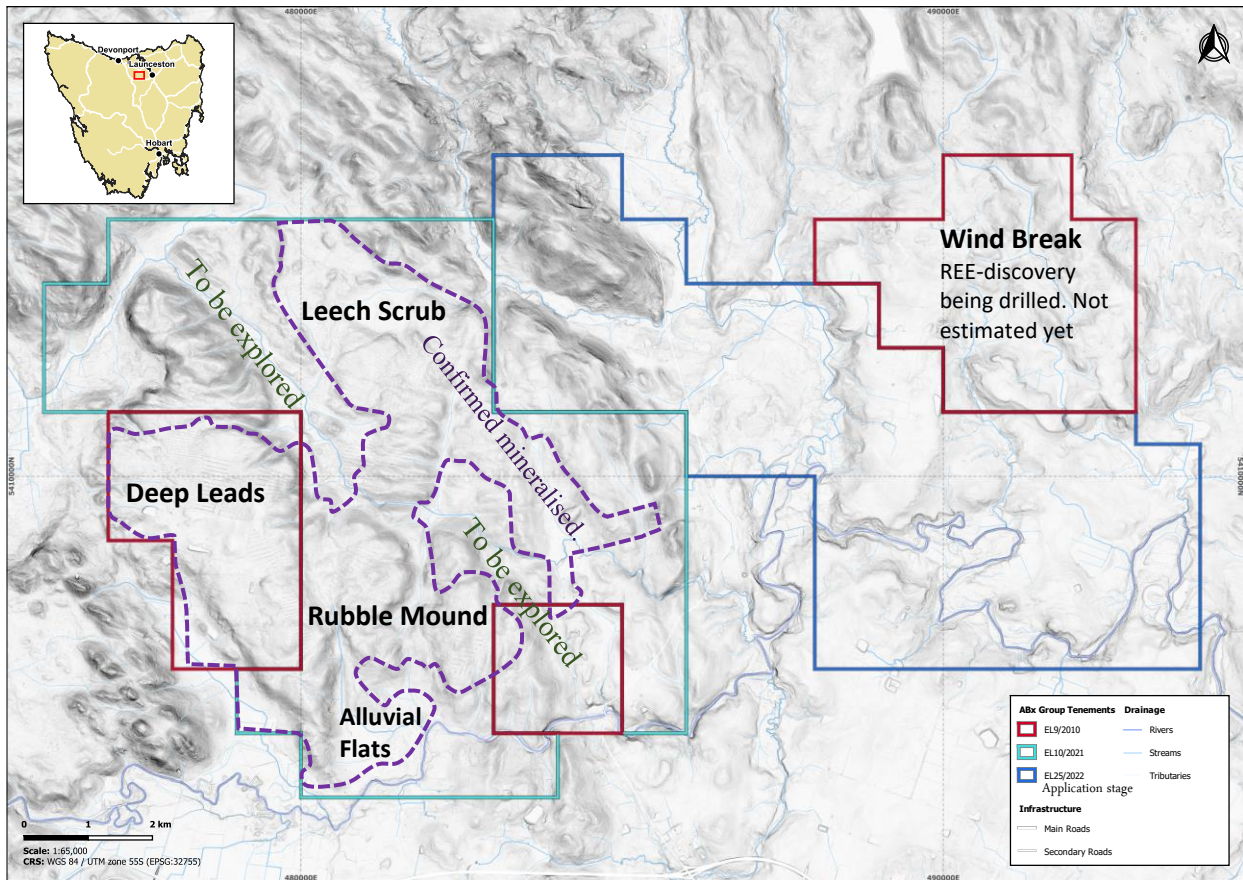 480000E
490000E
Devonport
Launceston
Hobart
Wind Break
REE-discovery
being drilled. Not
estimated yet
To be explored
Leech Scrub
Confirmed mineralised.
5410000N
5410000N
Deep Leads
To be explored
Rubble Mound
Alluvial
Flats
ABx Group Tenements Drainage
EL9/2010 Rivers
EL10/2021 Streams
EL25/2022 Tributaries
Application stage
Infrastructure
Main Roads
Secondary Roads
0 1 2 km
Scale: 1:65,000
CRS: WGS 84 / UTM zone 55S (EPSG:32755)
480000E
490000E